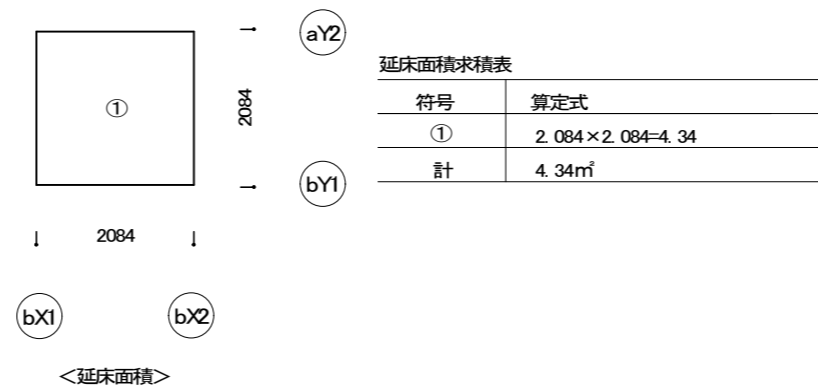 aY2
①
2084
bY1
2084
bX1
bX2
＜延床面積＞
延床面積求積表
符号 算定式
① 2.084×2.084=4.34
計 4.34㎡